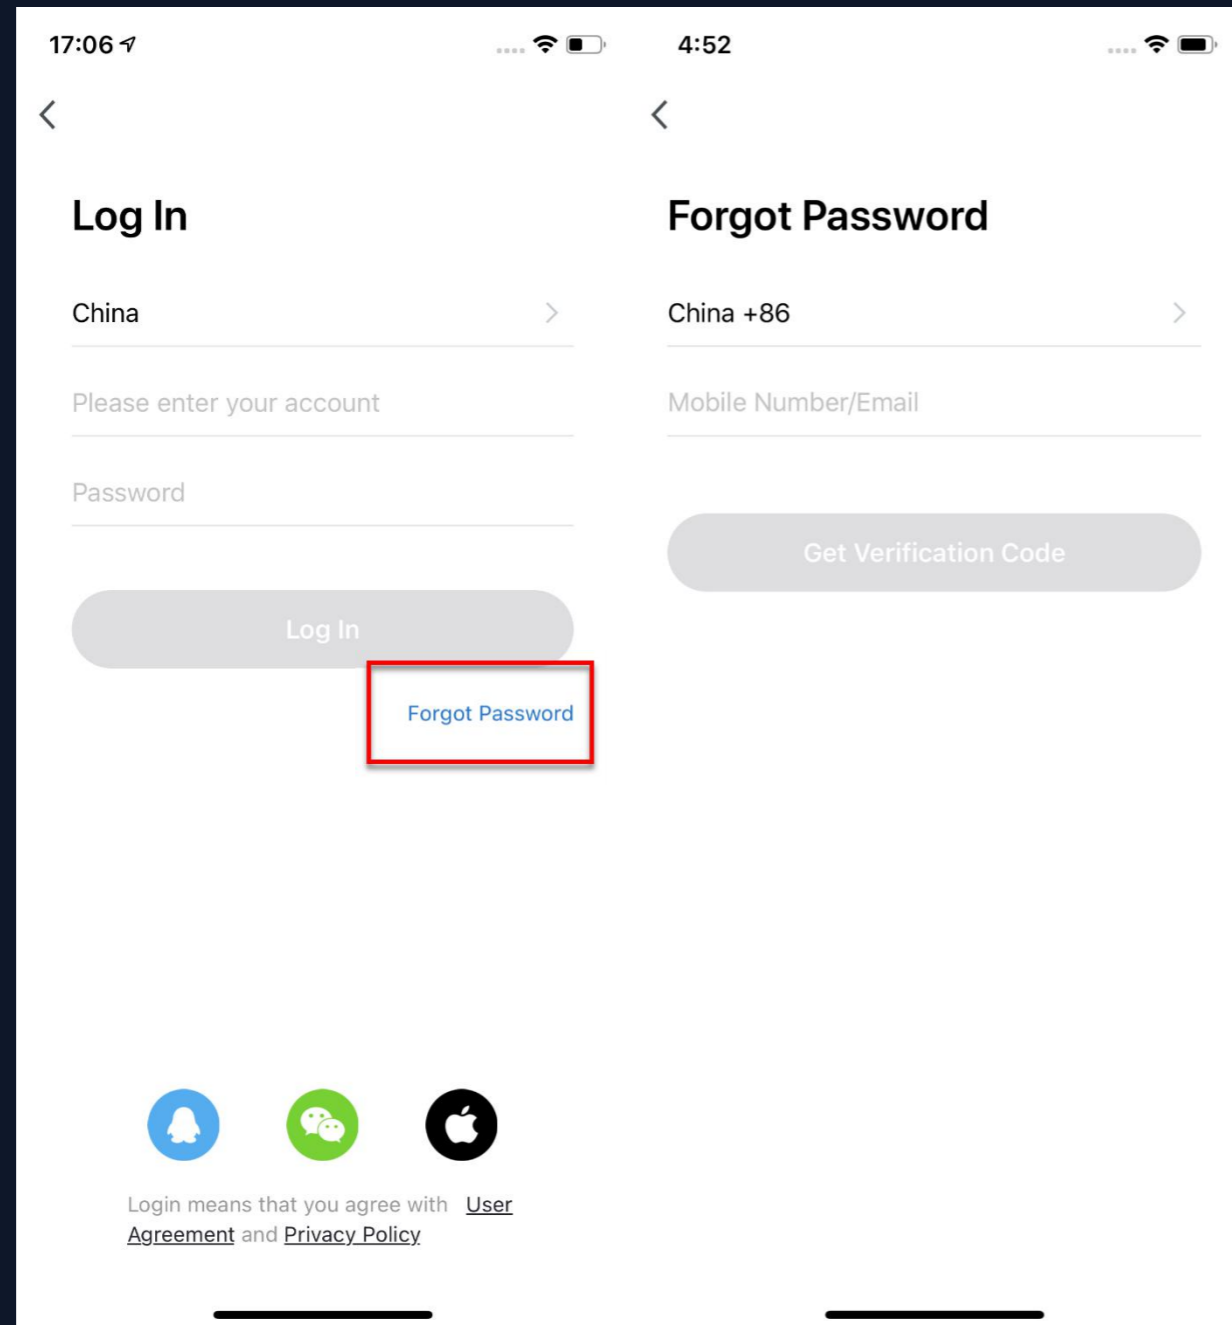 17:06
Log In
China
Please enter your account
Password
Log In
Forgot Password
Login means that you agree with User
Agreement and Privacy Policy
4:52
Forgot Password
China +86
Mobile Number/Email
Get Verification Code